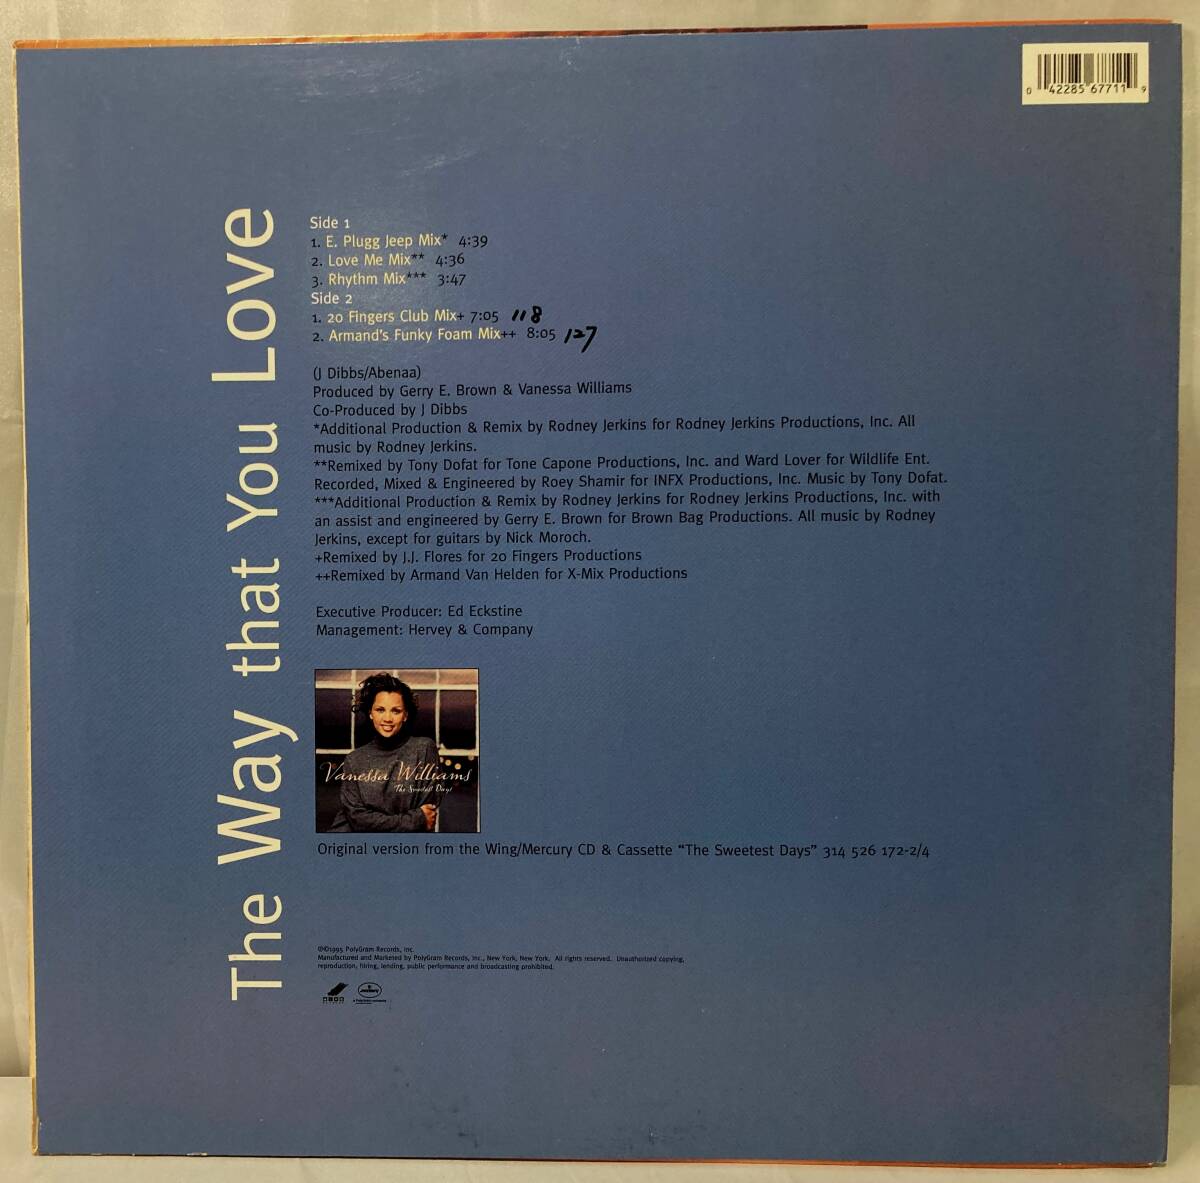 0 42285 67711 9
The Way that You Love
Side 1
1. E. Plugg Jeep Mix* 4:39
2. Love Me Mix** 4:36
3. Rhythm Mix*** 3:47
Side 2
1. 20 Fingers Club Mix+ 7:05 118
2. Armand's Funky Foam Mix++ 8:05 127
(J Dibbs/Abenaa)
Produced by Gerry E. Brown & Vanessa Williams
Co-Produced by J Dibbs
*Additional Production & Remix by Rodney Jerkins for Rodney Jerkins Productions, Inc. All
music by Rodney Jerkins.
**Remixed by Tony Dofat for Tone Capone Productions, Inc. and Ward Lover for Wildlife Ent.
Recorded, Mixed & Engineered by Roey Shamir for INFX Productions, Inc. Music by Tony Dofat.
***Additional Production & Remix by Rodney Jerkins for Rodney Jerkins Productions, Inc. with
an assist and engineered by Gerry E. Brown for Brown Bag Productions. All music by Rodney
Jerkins, except for guitars by Nick Moroch.
+Remixed by J.J. Flores for 20 Fingers Productions
++Remixed by Armand Van Helden for X-Mix Productions
Executive Producer: Ed Eckstine
Management: Hervey & Company
Vanessa Williams
The Sweetest Days
Original version from the Wing/Mercury CD & Cassette "The Sweetest Days" 314 526 172-2/4
℗©1995 PolyGram Records, Inc.
Manufactured and Marketed by PolyGram Records, Inc., New York, New York. All rights reserved. Unauthorized copying,
reproduction, hiring, lending, public performance and broadcasting prohibited.
mercury